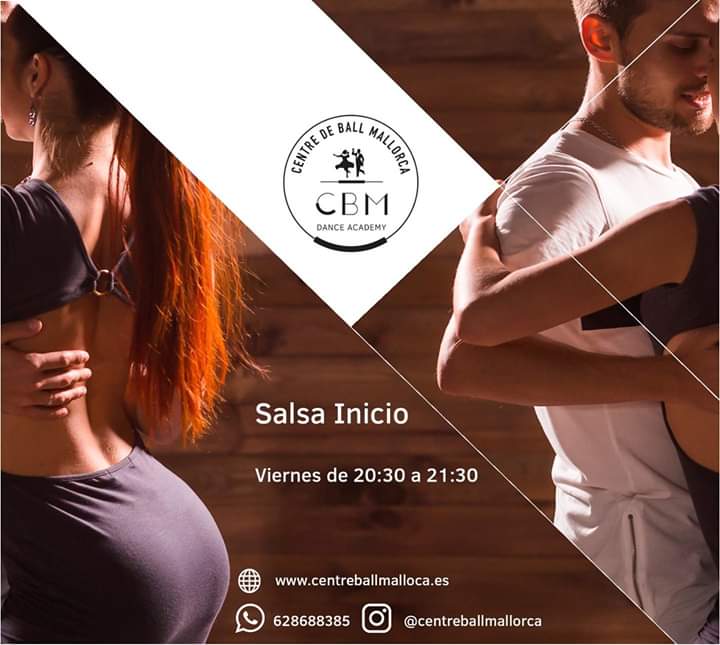 CENTRE DE BALL MALLORCA
CBM
DANCE ACADEMY
Salsa Inicio
Viernes de 20:30 a 21:30
www.centreballmalloca.es
628688385 @centreballmallorca